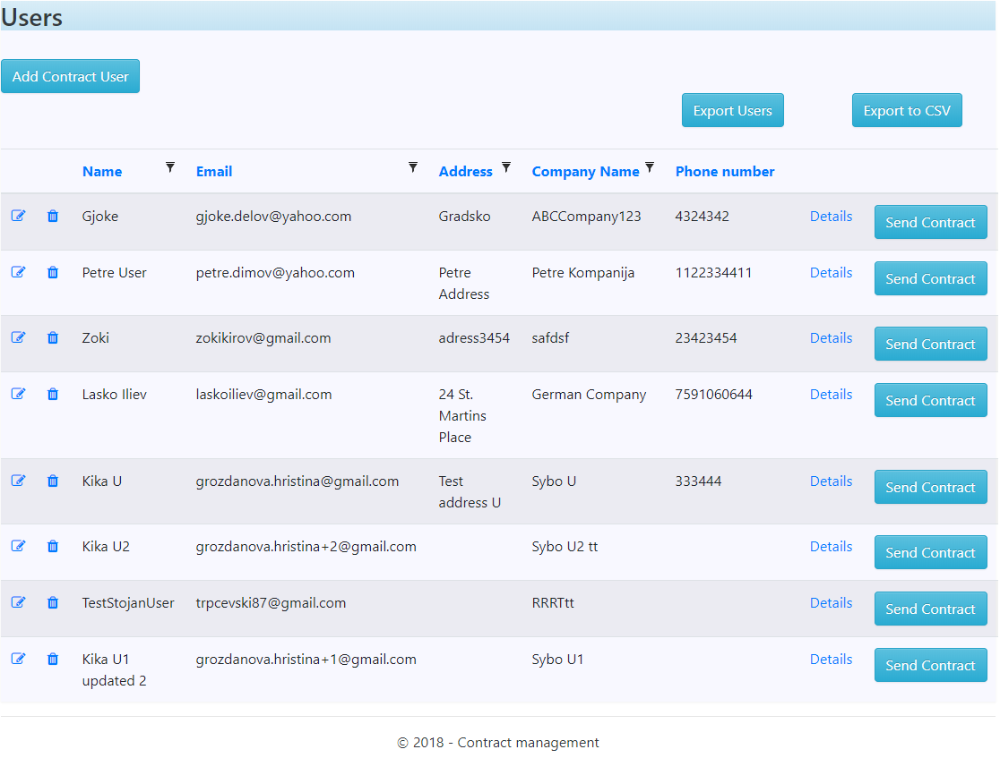 Users
Add Contract User
Export Users Export to CSV
Name Email Address Company Name Phone number
Gjoke gjoke.delov@yahoo.com Gradsko ABCCompany123 4324342 Details Send Contract
Petre User petre.dimov@yahoo.com Petre Kompanija 1122334411 Details Send Contract
Petre
Address
Zoki zokikirov@gmail.com adress3454 safdsf 23423454 Details Send Contract
Lasko Iliev laskoiliev@gmail.com 24 St. German Company 7591060644 Details Send Contract
Martins
Place
Kika U grozdanova.hristina@gmail.com Test Sybo U 333444 Details Send Contract
address U
Kika U2 grozdanova.hristina+2@gmail.com Sybo U2 tt Details Send Contract
TestStojanUser trpcevski87@gmail.com RRRTtt Details Send Contract
Kika U1 grozdanova.hristina+1@gmail.com Sybo U1 Details Send Contract
updated 2
© 2018 - Contract management